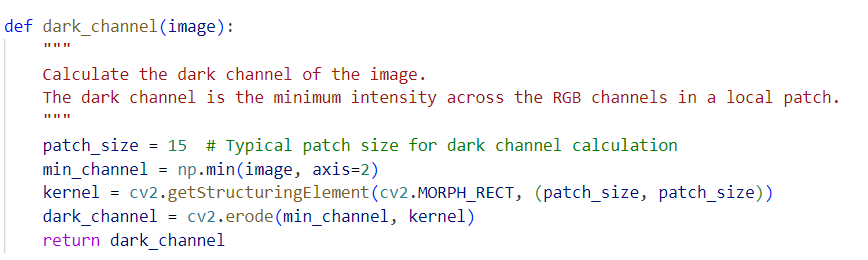 def dark_channel(image):
    """
    Calculate the dark channel of the image.
    The dark channel is the minimum intensity across the RGB channels in a local patch.
    """
    patch_size = 15  # Typical patch size for dark channel calculation
    min_channel = np.min(image, axis=2)
    kernel = cv2.getStructuringElement(cv2.MORPH_RECT, (patch_size, patch_size))
    dark_channel = cv2.erode(min_channel, kernel)
    return dark_channel